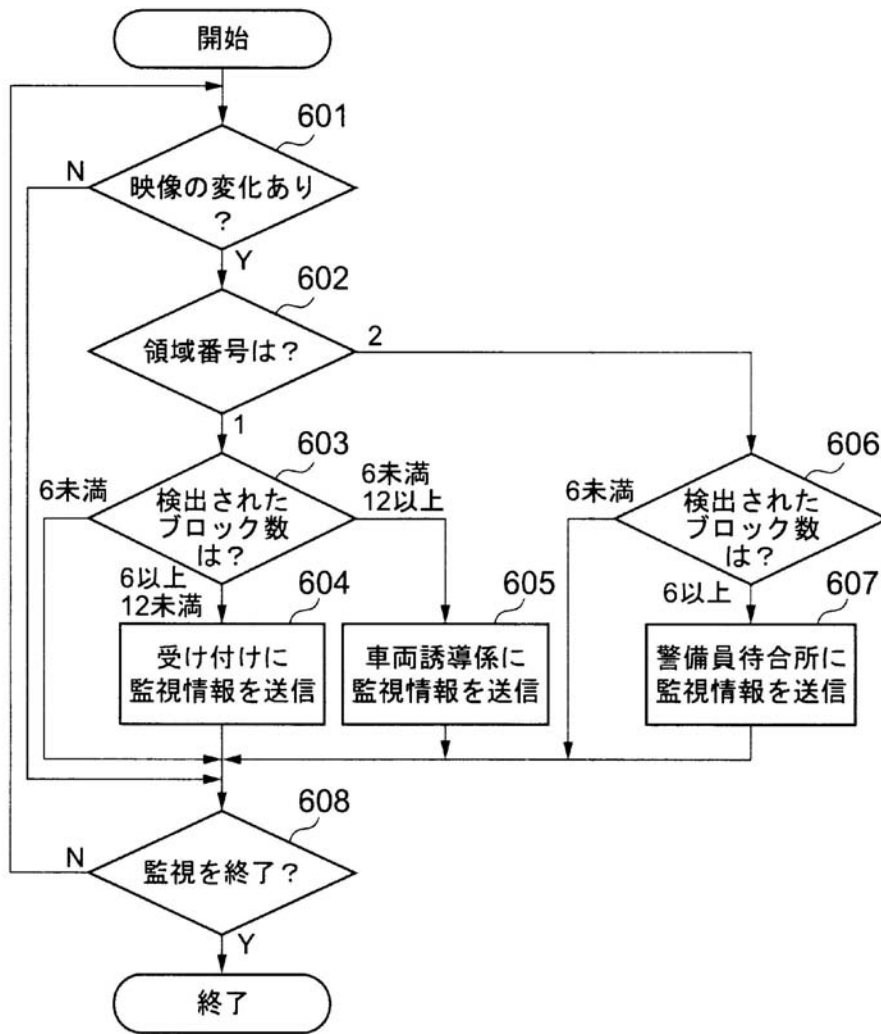 開始
601
N
映像の変化あり
?
Y
602
領域番号は?
2
1
603
6未満
検出された
ブロック数
は?
6未満
12以上
606
6未満
検出された
ブロック数
は?
6以上
12未満
604
605
6以上
607
受け付けに
監視情報を送信
車両誘導係に
監視情報を送信
警備員待合所に
監視情報を送信
608
N
監視を終了?
Y
終了